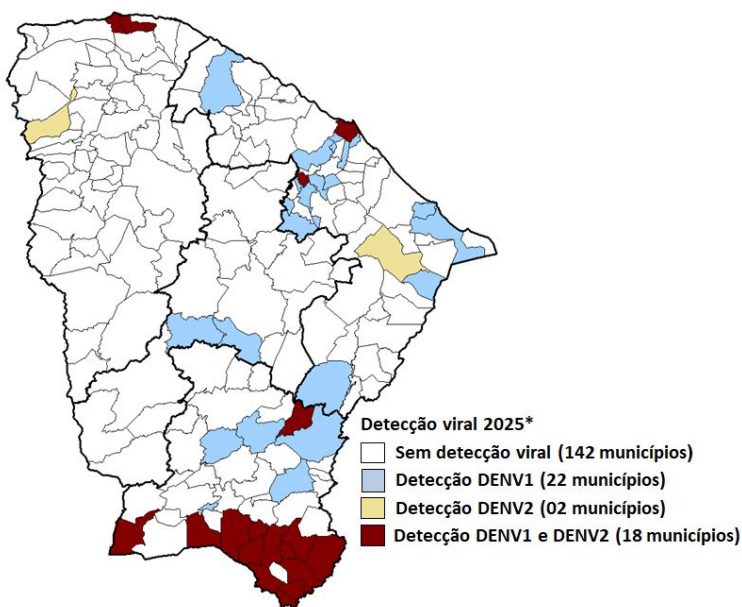 Detecção viral 2025*
Sem detecção viral (142 municípios)
Detecção DENV1 (22 municípios)
Detecção DENV2 (02 municípios)
Detecção DENV1 e DENV2 (18 municípios)